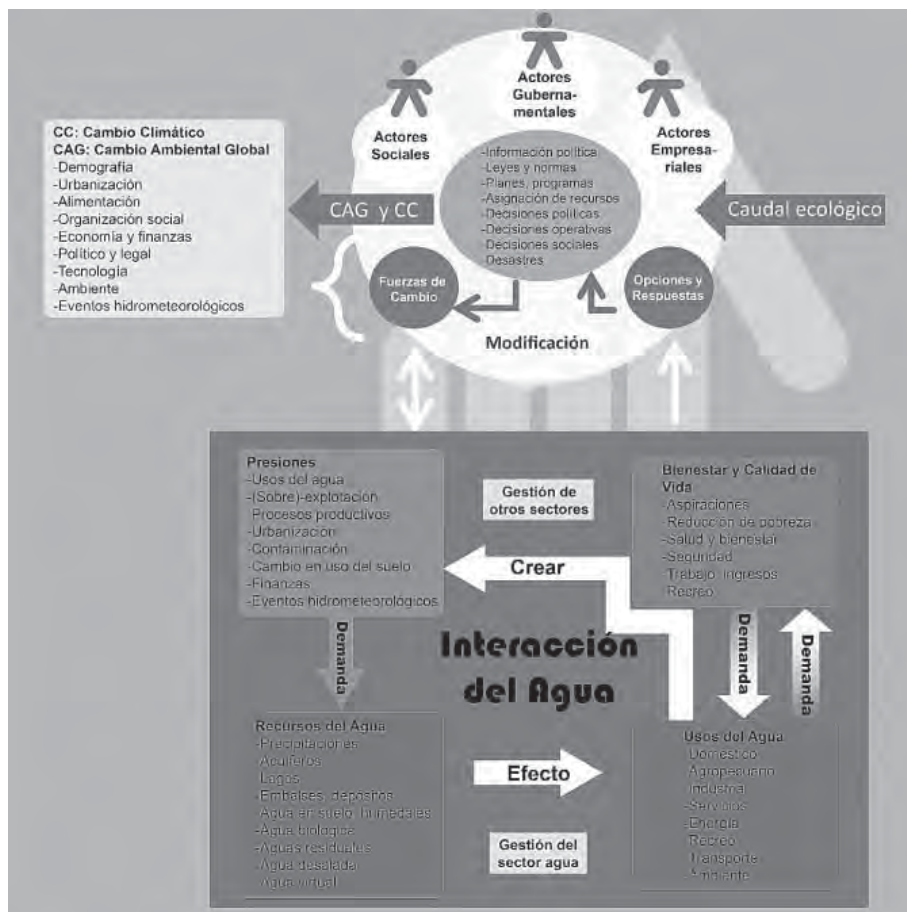 Actores
Guberna-
mentales
Actores
Sociales
Actores
Empresa-
riales
CC: Cambio Climático
CAG: Cambio Ambiental Global
-Demografía
-Urbanización
-Alimentación
-Organización social
-Economía y finanzas
-Político y legal
-Tecnología
-Ambiente
-Eventos hidrometeorológicos
CAG y CC
-Información política
-Leyes y normas
-Planes, programas
-Asignación de recursos
-Decisiones políticas
-Decisiones operativas
-Decisiones sociales
-Desastres
Caudal ecológico
Fuerzas de
Cambio
Opciones y
Respuestas
Modificación
Presiones
-Usos del agua
-(Sobre)-explotación
Procesos productivos
-Urbanización
-Contaminación
-Cambio en uso del suelo
-Finanzas
-Eventos hidrometeorológicos
Gestión de
otros sectores
Bienestar y Calidad de
Vida
-Aspiraciones
-Reducción de pobreza
-Salud y bienestar
-Seguridad
Trabajo, ingresos
-Recreo
Crear
Demanda
Interacción
del Agua
Demanda
Demanda
Recursos del Agua
-Precipitaciones
-Acuíferos
-Lagos
-Embalses, depósitos
-Agua en suelo, humedales
-Agua biológica
-Aguas residuales
-Agua desalada
-Agua virtual
Efecto
Gestión del
sector agua
Usos del Agua
Doméstico
Agropecuario
Industrial
-Servicios
-Energía
Recreo
Transporte
Ambiente